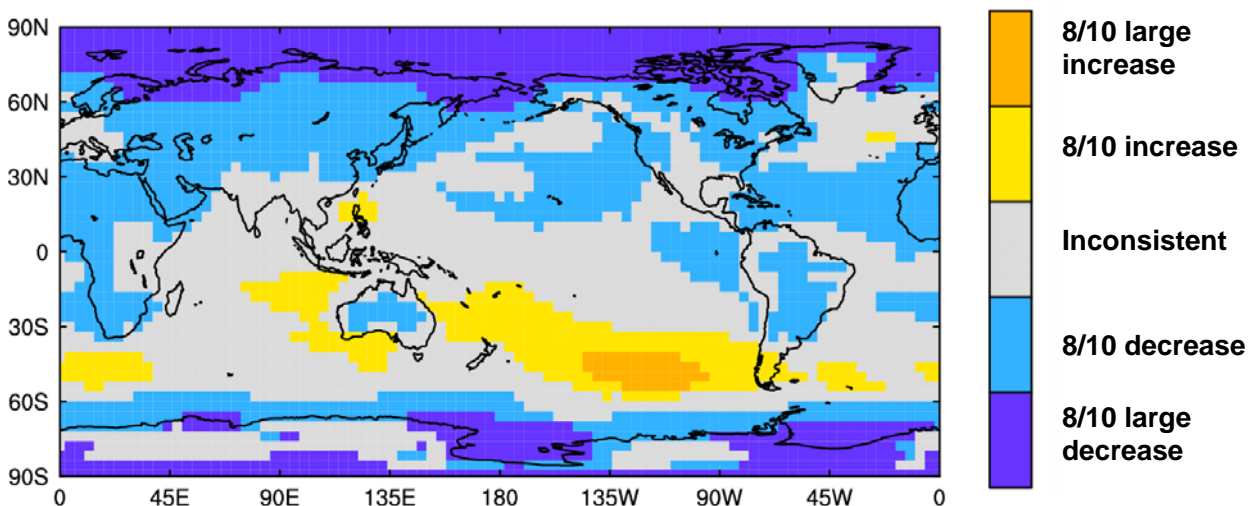 90N
60N
30N
0
30S
60S
90S
0 45E 90E 135E 180 135W 90W 45W 0
8/10 large
increase
8/10 increase
Inconsistent
8/10 decrease
8/10 large
decrease